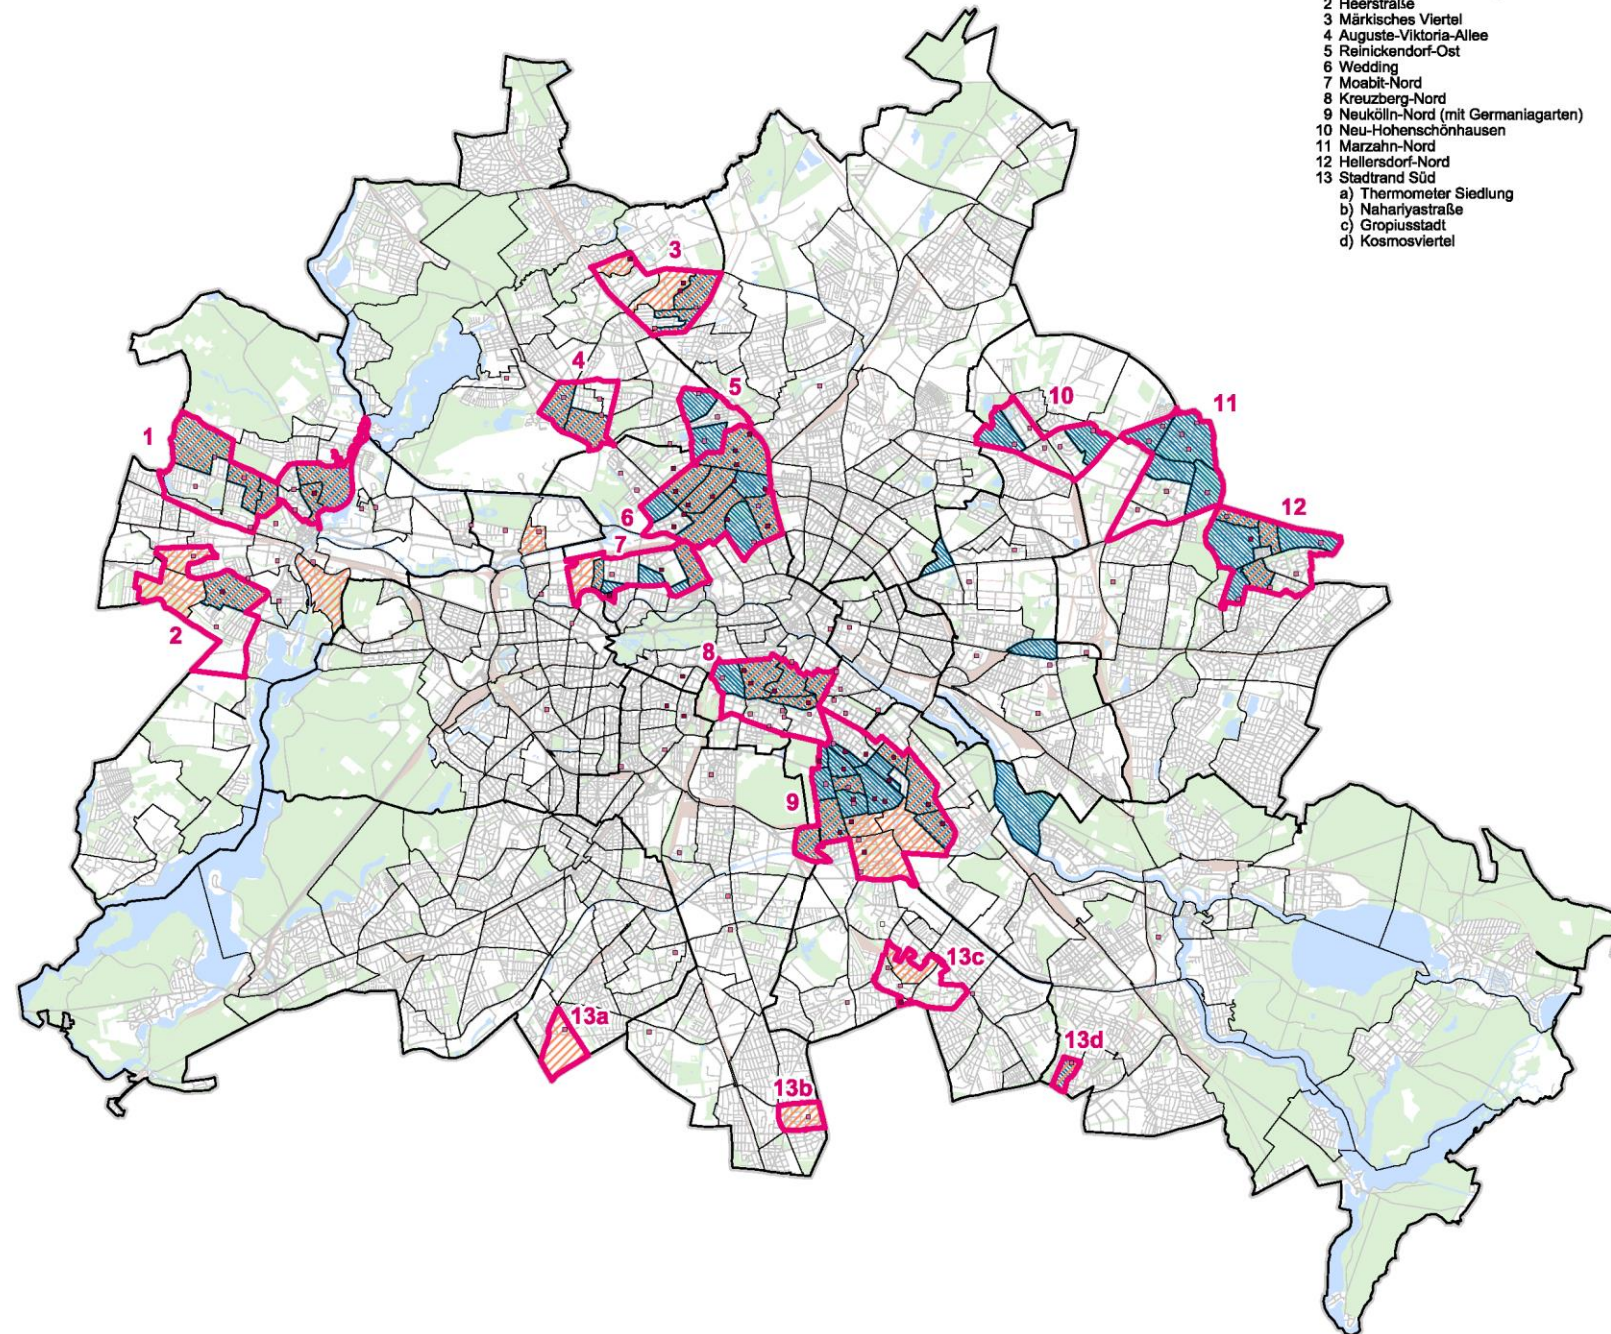 2 Heerstraße
3 Märkisches Viertel
4 Auguste-Viktoria-Allee
5 Reinickendorf-Ost
6 Wedding
7 Moabit-Nord
8 Kreuzberg-Nord
9 Neukölln-Nord (mit Germaniagarten)
10 Neu-Hohenschönhausen
11 Marzahn-Nord
12 Hellersdorf-Nord
13 Stadtrand Süd
a) Thermometer Siedlung
b) Nahariyastraße
c) Gropiusstadt
d) Kosmosviertel
3
4
5
10
11
1
12
6
7
2
8
9
13c
13a
13d
13b